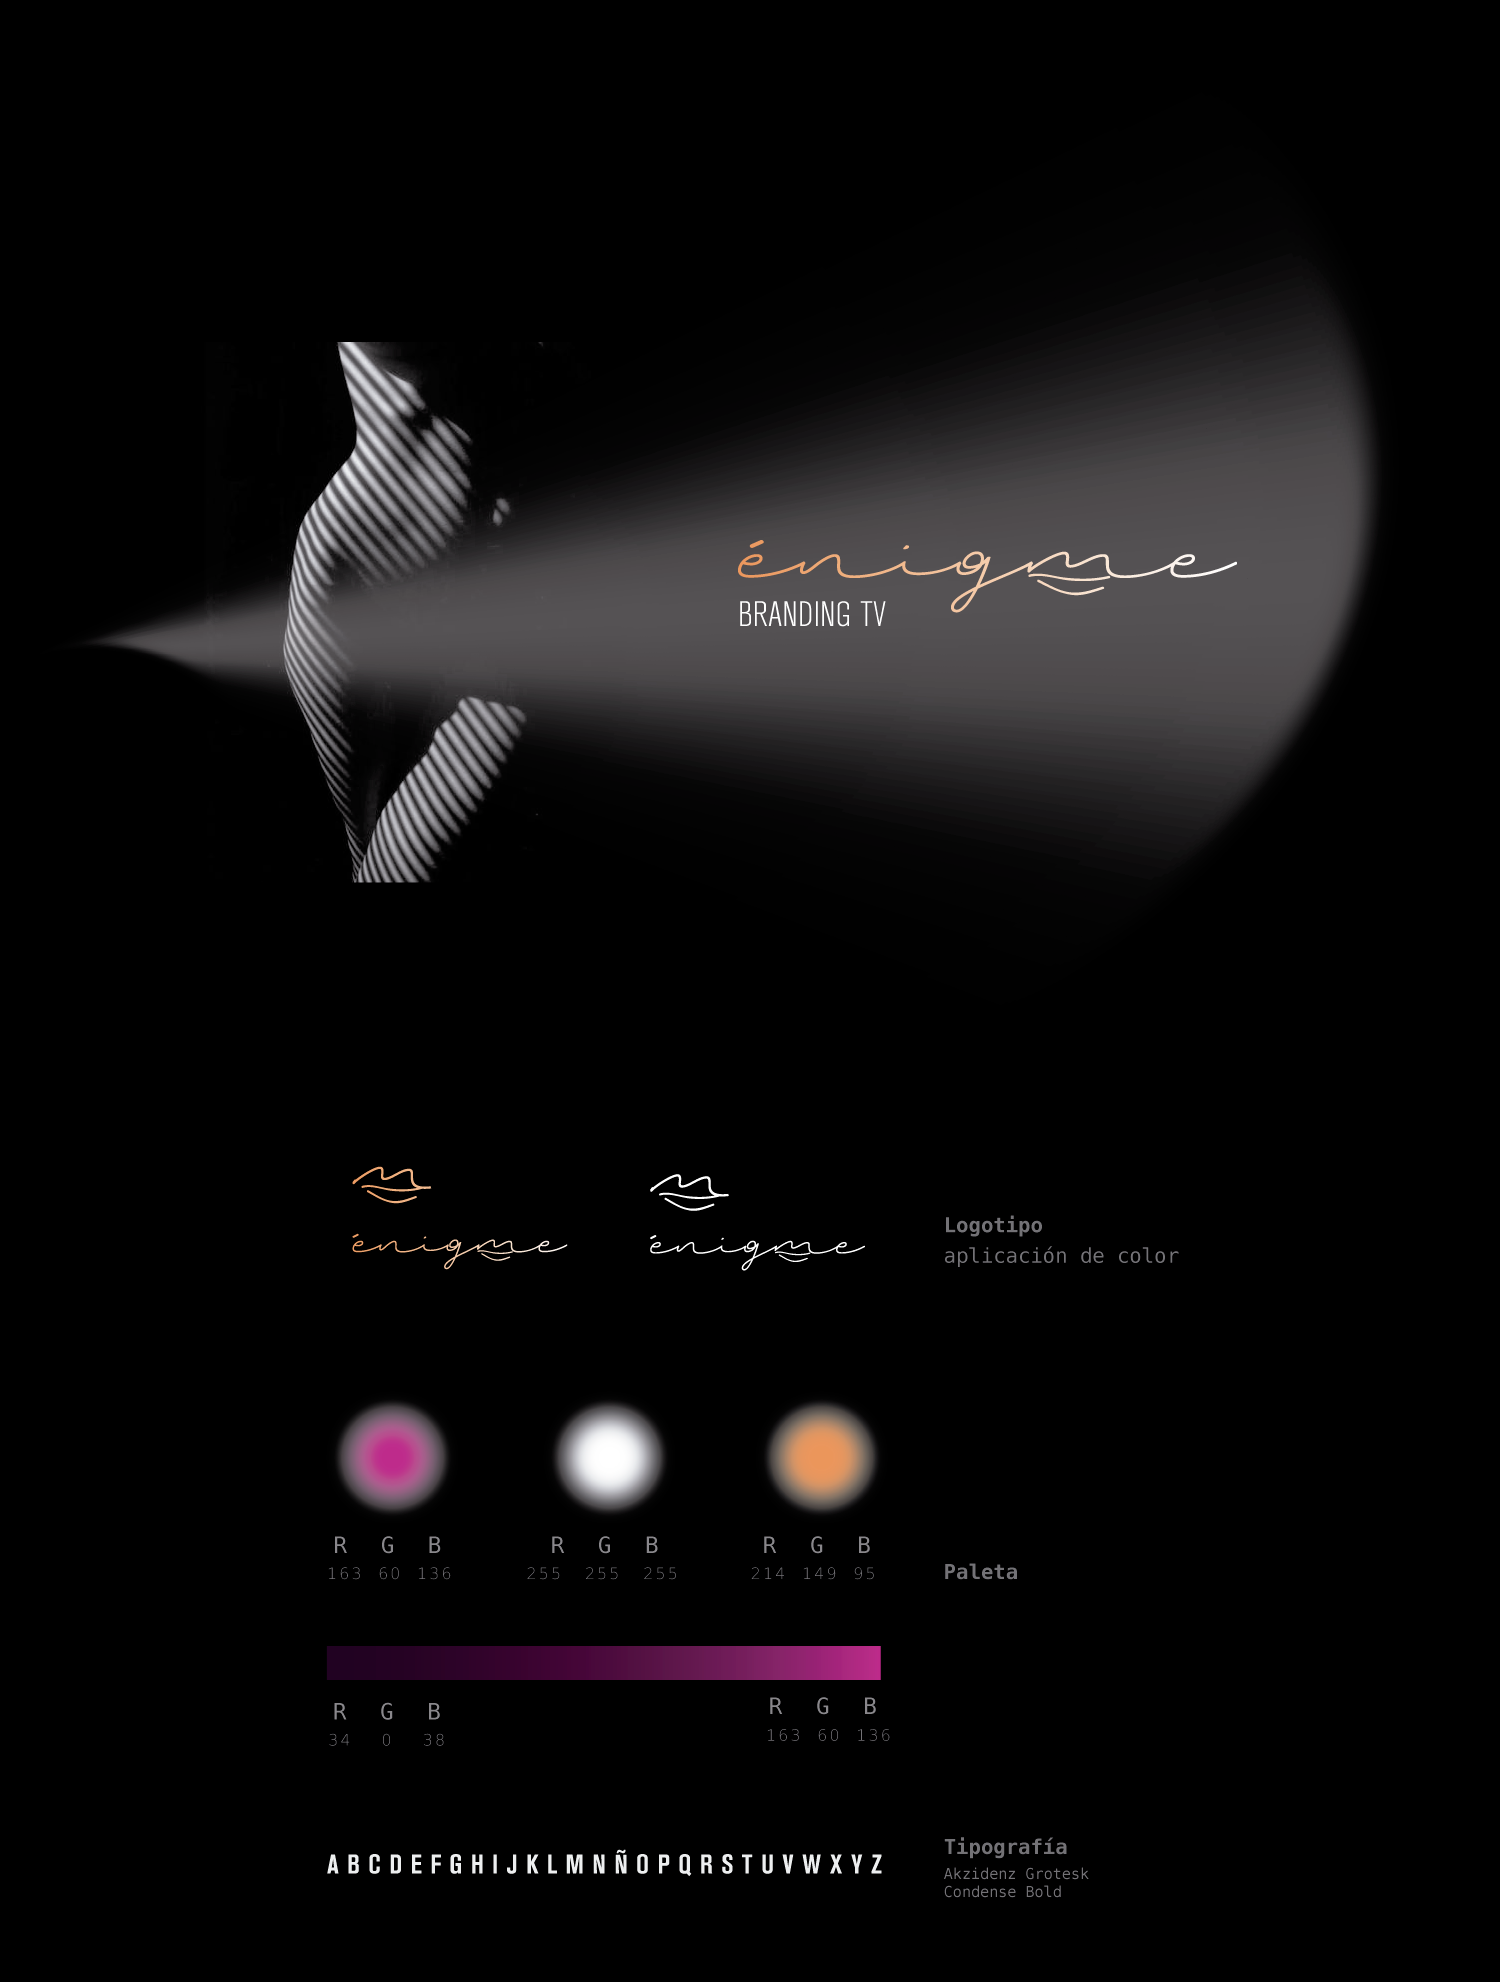 énigme
BRANDING TV
énigme
énigme
Logotipo
aplicación de color
R G B
163 60 136
R G B
255 255 255
R G B
214 149 95
Paleta
R G B
34 0 38
R G B
163 60 136
A B C D E F G H I J K L M N Ñ O P Q R S T U V W X Y Z
Tipografía
Akzidenz Grotesk
Condense Bold